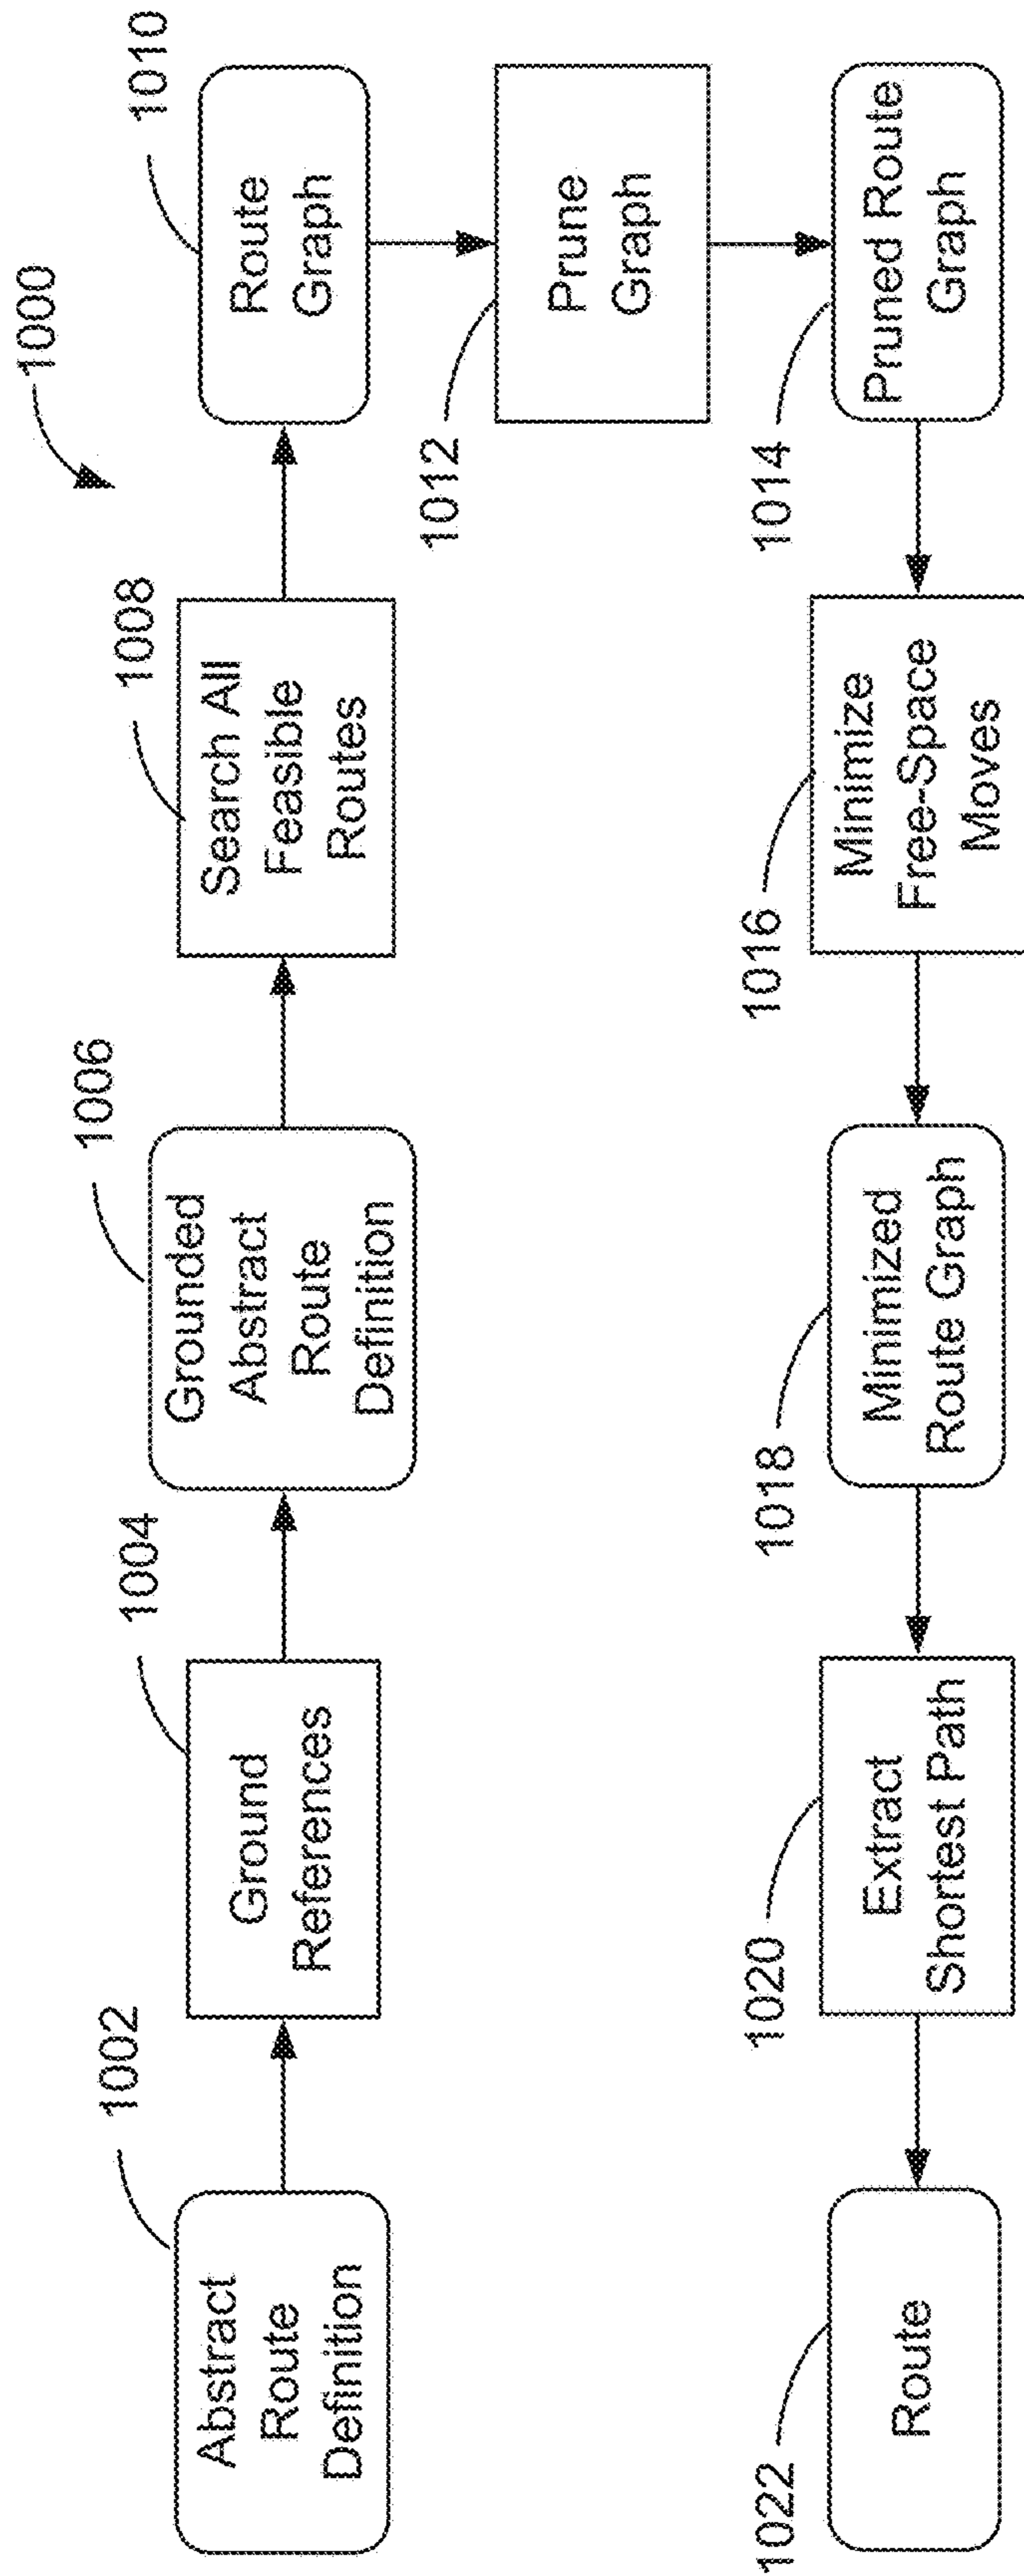 1000
1002
Abstract
Route
Definition
1004
Ground
References
1006
Grounded
Abstract
Route
Definition
1008
Search All
Feasible
Routes
1010
Route
Graph
1012
Prune
Graph
1014
Pruned Route
Graph
1016
Minimize
Free-Space
Moves
1018
Minimized
Route Graph
1020
Extract
Shortest Path
1022
Route